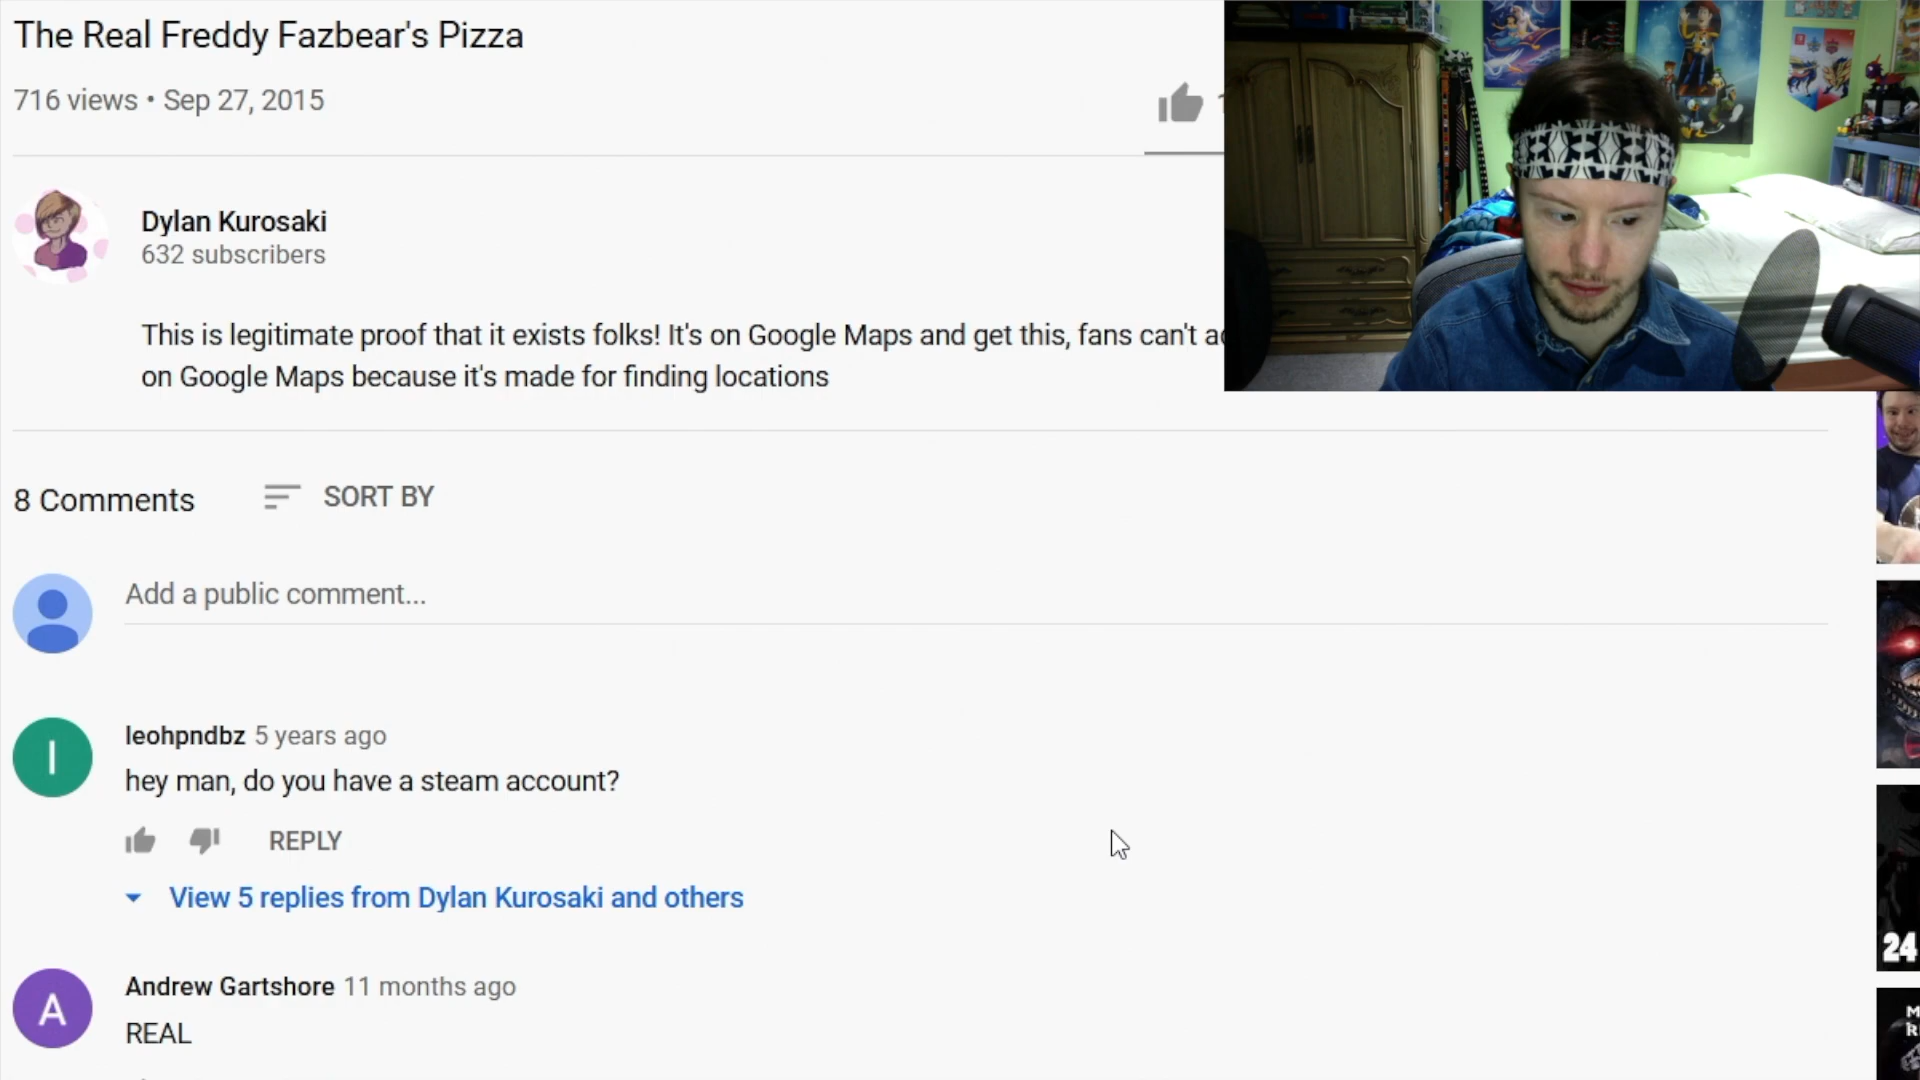 The Real Freddy Fazbear's Pizza
716 views • Sep 27, 2015
Dylan Kurosaki
632 subscribers
This is legitimate proof that it exists folks! It's on Google Maps and get this, fans can't
on Google Maps because it's made for finding locations
8 Comments
SORT BY
Add a public comment...
I
leohpndbz 5 years ago
hey man, do you have a steam account?
REPLY
View 5 replies from Dylan Kurosaki and others
A
Andrew Gartshore 11 months ago
REAL
24